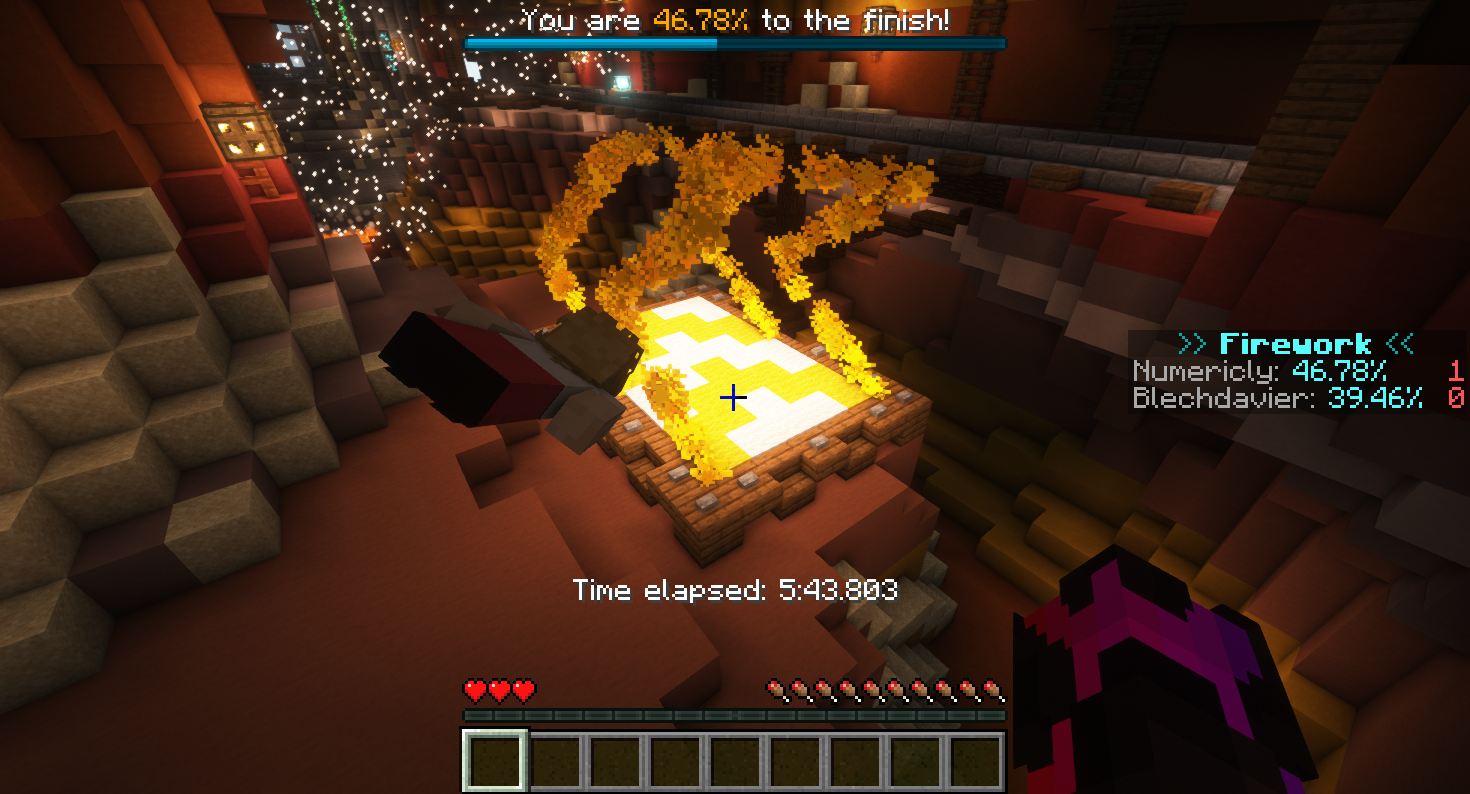 You are 46.78% to the finish!
>> Firework <<
Numericly: 46.78% 1
Blechdavier: 39.46% 0
Time elapsed: 5:43.803